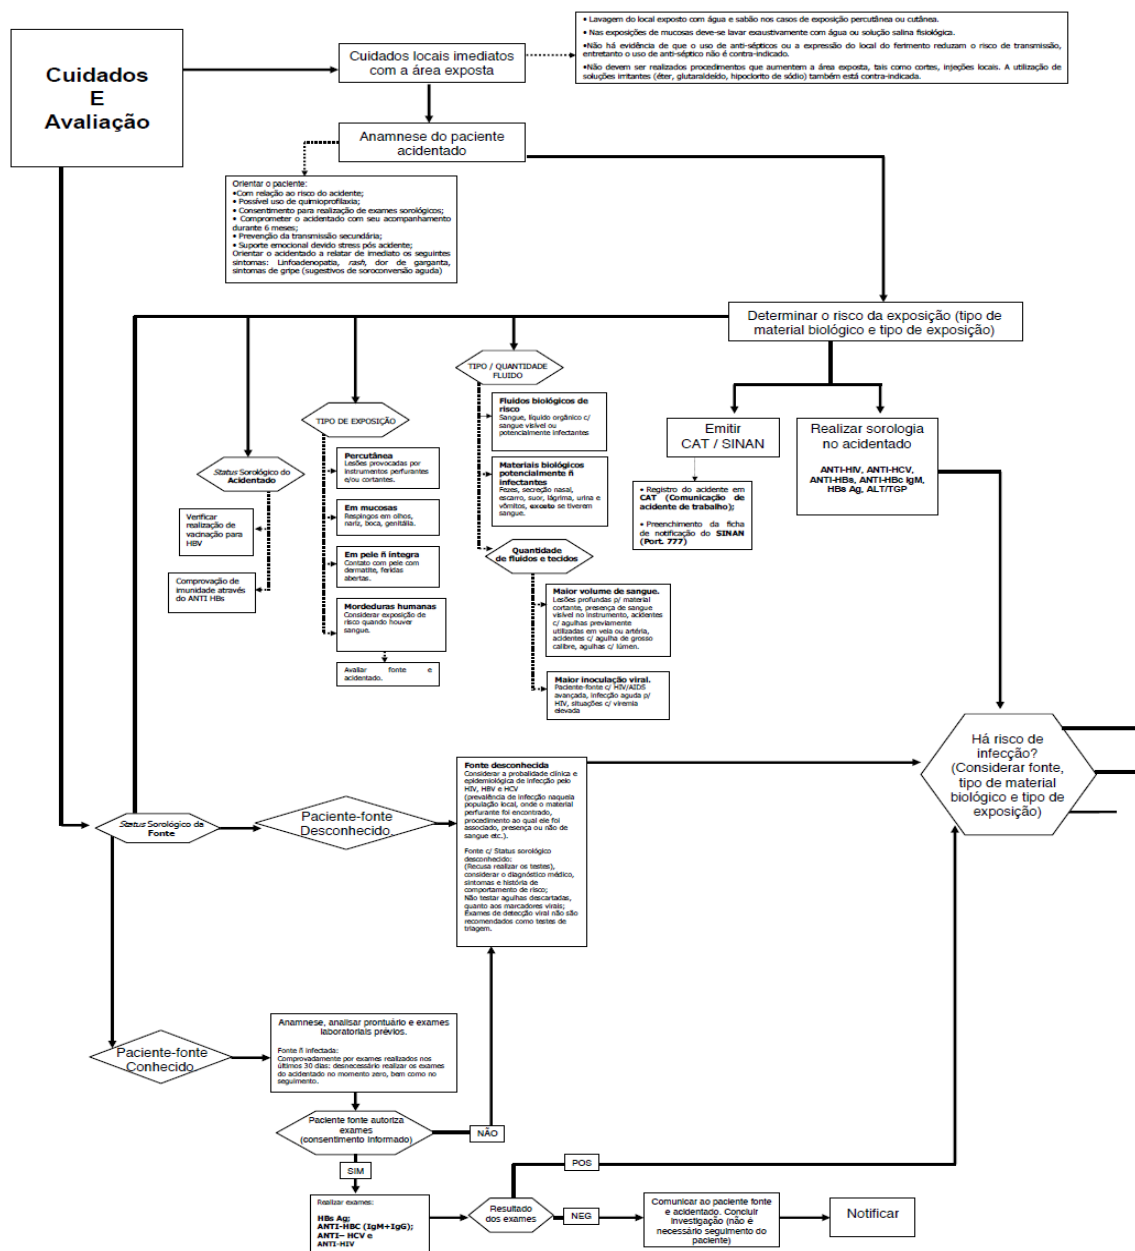 Cuidados
E
Avaliação
Cuidados locais imediatos
com a área exposta
• Lavagem do local exposto com água e sabão nos casos de exposição percutânea ou cutânea.
• Nas exposições de mucosas deve-se lavar exaustivamente com água ou solução salina fisiológica.
•Não há evidência de que o uso de anti-sépticos ou a expressão do local do ferimento reduzam o risco de transmissão,
entretanto o uso de anti-séptico não é contra-indicado.
•Não devem ser realizados procedimentos que aumentem a área exposta, tais como cortes, injeções locais. A utilização de
soluções irritantes (éter, glutaraldeído, hipoclorito de sódio) também está contra-indicada.
Anamnese do paciente
acidentado
Orientar o paciente:
•Com relação ao risco do acidente;
• Possível uso de quimioprofilaxia;
• Consentimento para realização de exames sorológicos;
• Comprometer o acidentado com seu acompanhamento
durante 6 meses;
• Prevenção da transmissão secundária;
• Suporte emocional devido stress pós acidente;
Orientar o acidentado a relatar de imediato os seguintes
sintomas: Linfoadenopatia, rash, dor de garganta,
sintomas de gripe (sugestivos de soroconversão aguda)
Determinar o risco da exposição (tipo de
material biológico e tipo de exposição)
TIPO / QUANTIDADE
FLUIDO
Fluidos biológicos de
risco
Sangue, líquido orgânico c/
sangue visível ou
potencialmente infectantes
Materiais biológicos
potencialmente ñ
infectantes
Fezes, secreção nasal,
escarro, suor, lágrima, urina e
vômitos, exceto se tiverem
sangue.
Quantidade
de fluidos e tecidos
Maior volume de sangue.
Lesões profundas p/ material
cortante, presença de sangue
visível no instrumento, acidentes
c/ agulhas previamente
utilizadas em veia ou artéria,
acidentes c/ agulha de grosso
calibre, agulhas c/ lúmen.
Maior inoculação viral.
Paciente-fonte c/ HIV/AIDS
avançada, infecção aguda p/
HIV, situações c/ viremia
elevada
TIPO DE EXPOSIÇÃO
Percutânea
Lesões provocadas por
instrumentos perfurantes
e/ou cortantes.
Em mucosas
Respingos em olhos,
nariz, boca, genitália.
Em pele ñ íntegra
Contato com pele com
dermatite, feridas
abertas.
Mordeduras humanas
Considerar exposição de
risco quando houver
sangue.
Avaliar fonte e
acidentado.
Status Sorológico do
Acidentado
Verificar
realização de
vacinação para
HBV
Comprovação de
imunidade através
do ANTI HBs
Emitir
CAT / SINAN
• Registro do acidente em
CAT (Comunicação de
acidente de trabalho);
• Preenchimento da ficha
de notificação do SINAN
(Port. 777)
Realizar sorologia
no acidentado
ANTI-HIV, ANTI-HCV,
ANTI-HBs, ANTI-HBc IgM,
HBs Ag, ALT/TGP
Há risco de
infecção?
(Considerar fonte,
tipo de material
biológico e tipo de
exposição)
Status Sorológico da
Fonte
Paciente-fonte
Desconhecido.
Fonte desconhecida
Considerar a probalidade clínica e
epidemiológica de infecção pelo
HIV, HBV e HCV
(prevalência de infecção naquela
população local, onde o material
perfurante foi encontrado,
procedimento ao qual ele foi
associado, presença ou não de
sangue etc.).
Fonte c/ Status sorológico
desconhecido:
(Recusa realizar os testes),
considerar o diagnóstico médico,
sintomas e história de
comportamento de risco;
Não testar agulhas descartadas,
quanto aos marcadores virais;
Exames de detecção viral não são
recomendados como testes de
triagem.
Paciente-fonte
Conhecido.
Anamnese, analisar prontuário e exames
laboratoriais prévios.
Fonte ñ infectada:
Comprovadamente por exames realizados nos
últimos 30 dias: desnecessário realizar os exames
do acidentado no momento zero, bem como no
seguimento.
Paciente fonte autoriza
exames
(consentimento informado)
NÃO
SIM
Realizar exames:
HBs Ag;
ANTI-HBC (IgM+IgG);
ANTI– HCV e
ANTI-HIV
Resultado
dos exames
POS
NEG
Comunicar ao paciente fonte
e acidentado. Concluir
investigação (não é
necessário seguimento do
paciente)
Notificar